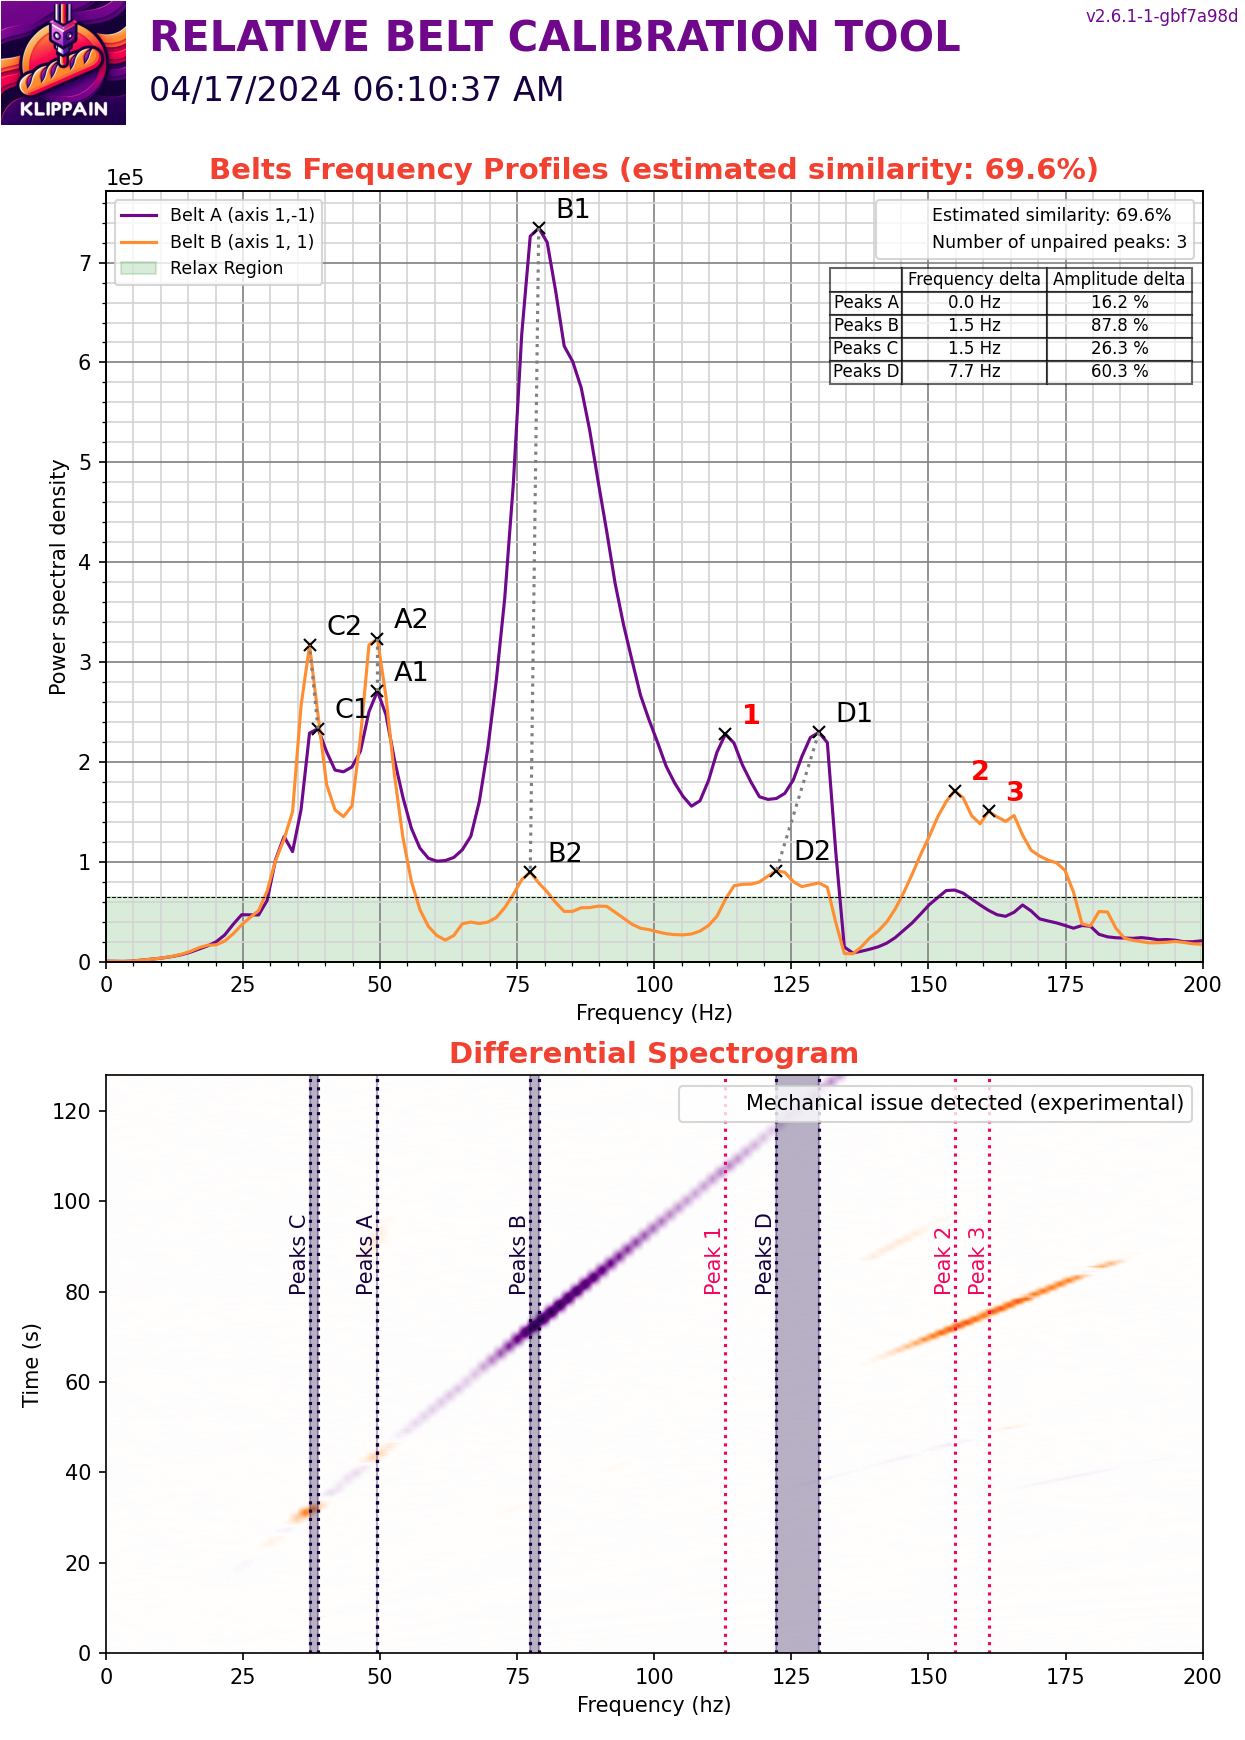 RELATIVE BELT CALIBRATION TOOL
v2.6.1-1-gbf7a98d
04/17/2024 06:10:37 AM
KLIPPAIN
Belts Frequency Profiles (estimated similarity: 69.6%)
1e5
Belt A (axis 1,-1)
Belt B (axis 1, 1)
Relax Region
Estimated similarity: 69.6%
Number of unpaired peaks: 3
Frequency delta Amplitude delta
Peaks A 0.0 Hz 16.2 %
Peaks B 1.5 Hz 87.8 %
Peaks C 1.5 Hz 26.3 %
Peaks D 7.7 Hz 60.3 %
B1
C2
A2
A1
C1
1
D1
2
3
B2
D2
7
6
5
4
3
2
1
0
Power spectral density
0 25 50 75 100 125 150 175 200
Frequency (Hz)
Differential Spectrogram
Mechanical issue detected (experimental)
Peaks C
Peaks A
Peaks B
Peak 1
Peaks D
Peak 2
Peak 3
120
100
80
60
40
20
0
Time (s)
0 25 50 75 100 125 150 175 200
Frequency (hz)